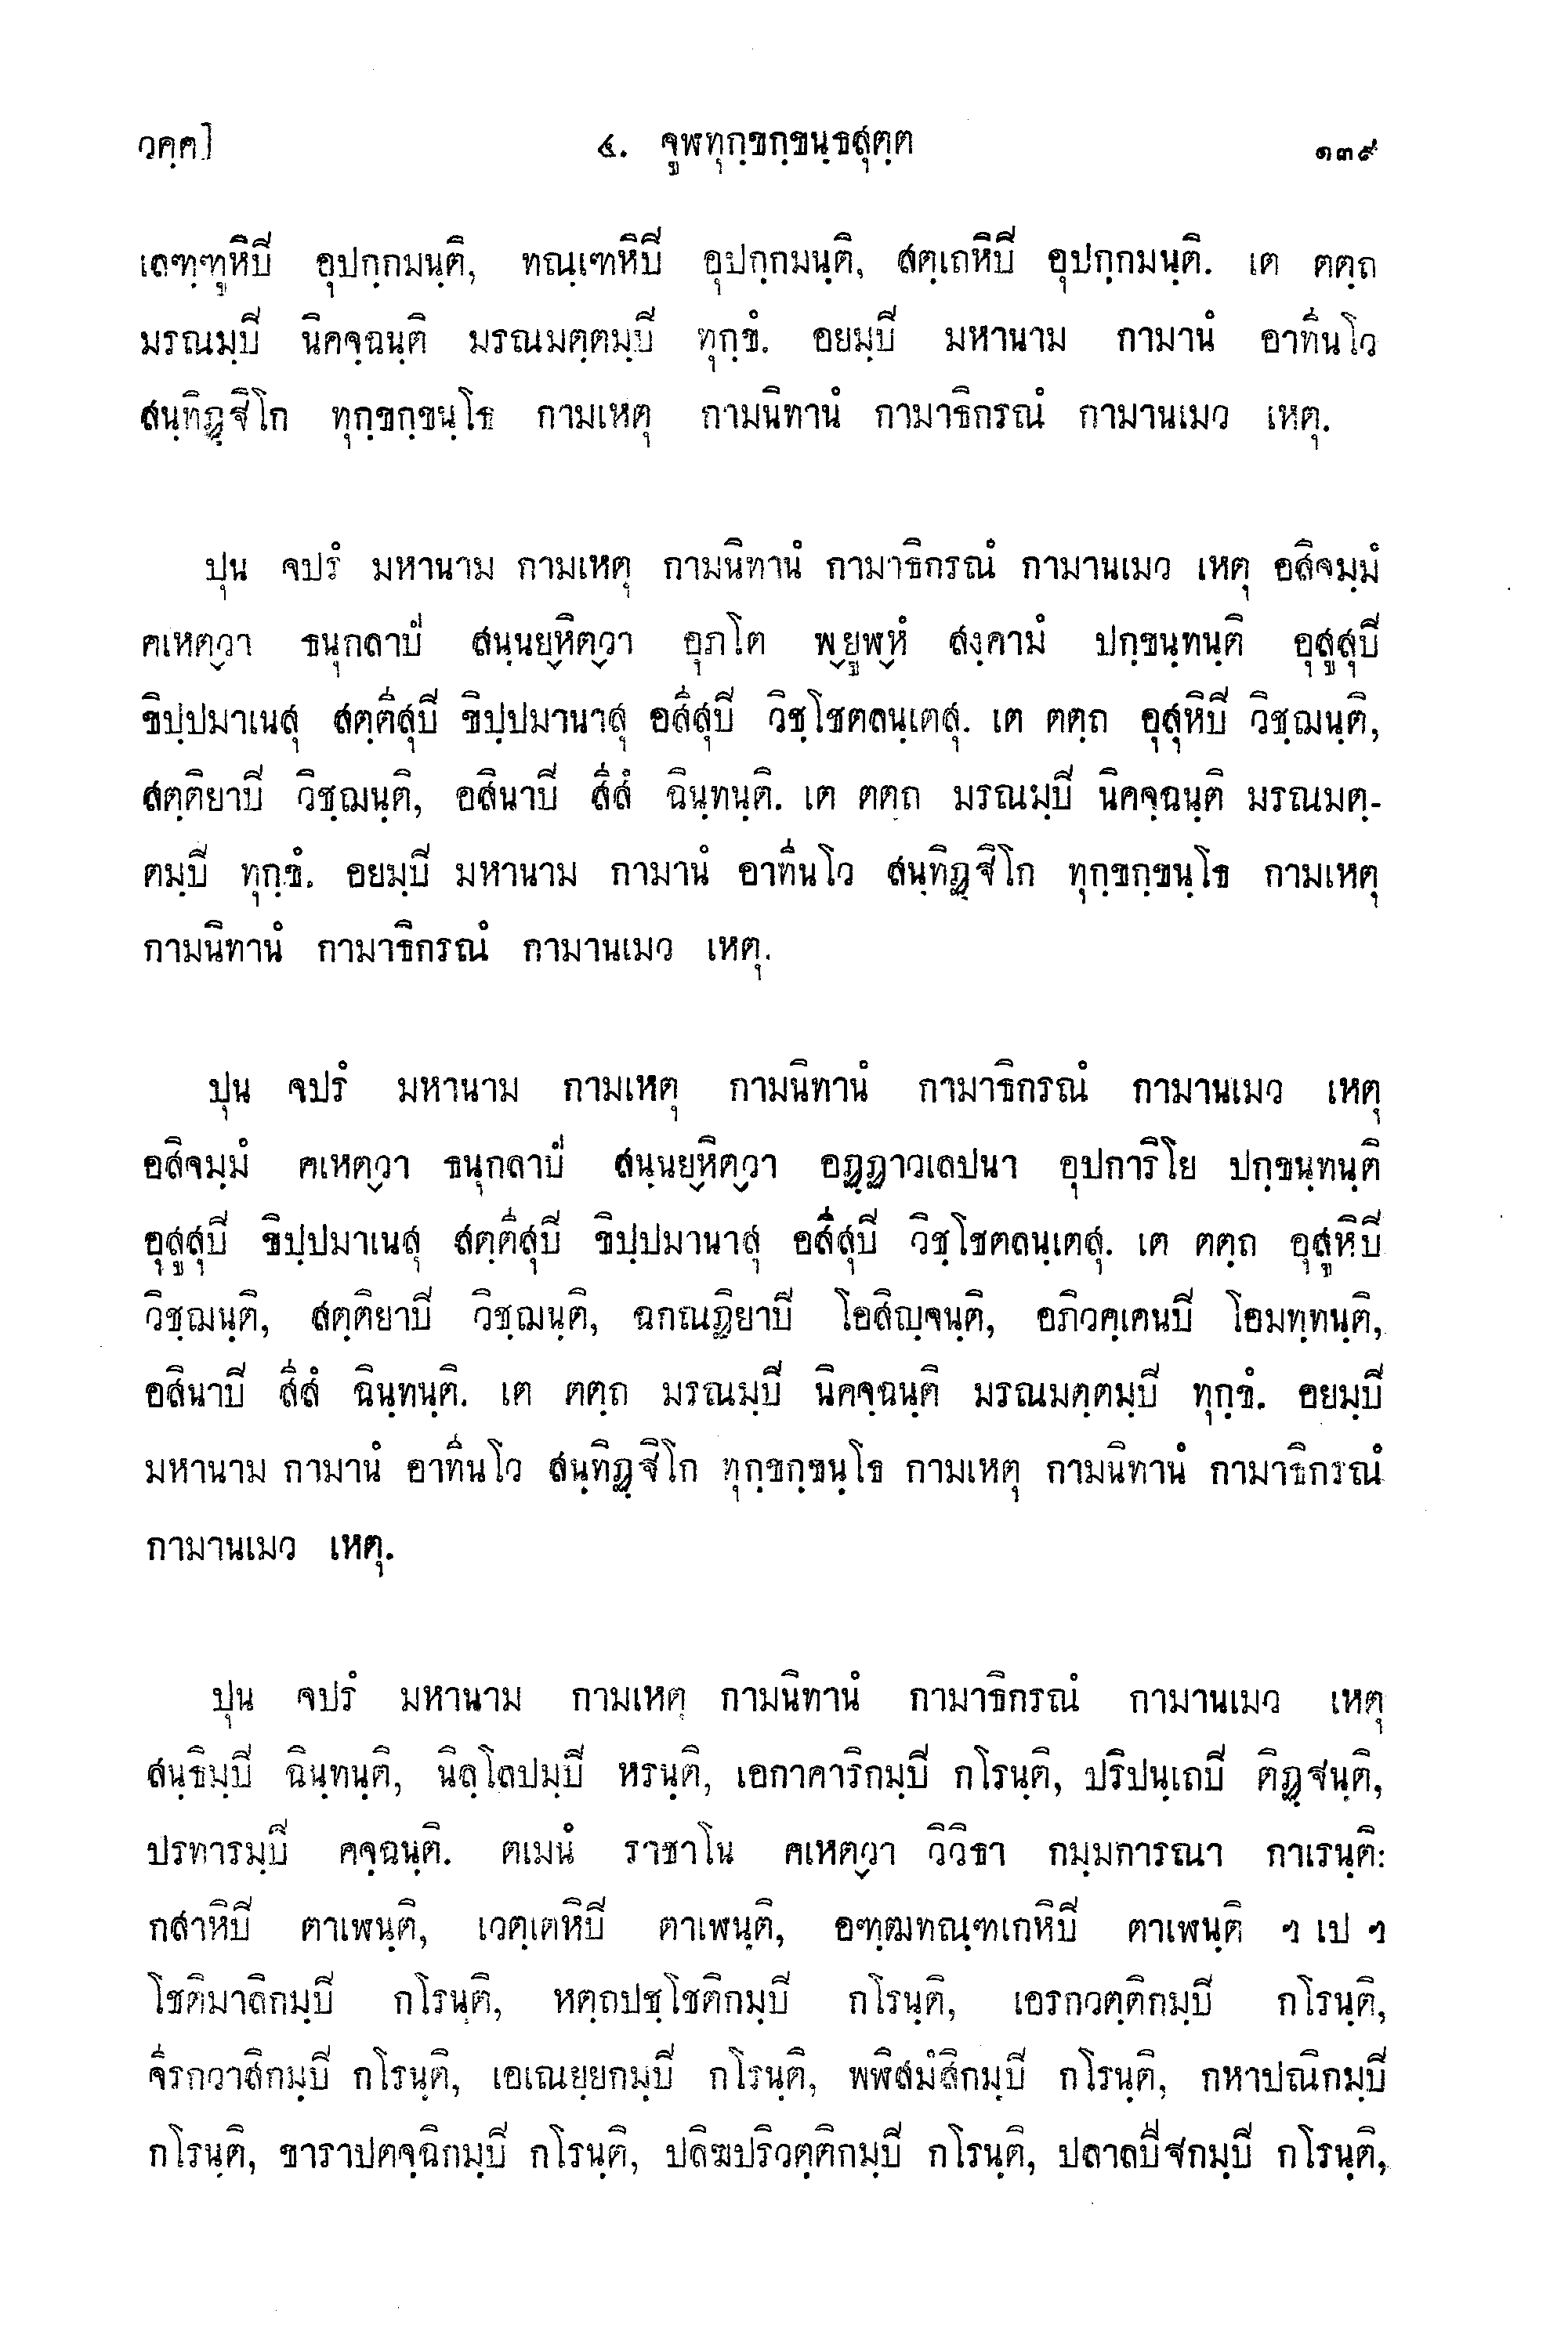 วคฺค]
๔. จูฬทุกฺขกฺขนฺธสุตฺต
๑๓๙
เลฑฺฑูหิปิ อุปกฺกมนฺติ, ทณฺเฑหิปิ อุปกฺกมนฺติ, สตฺเถหิปิ อุปกฺกมนฺติ. เต ตตฺถ
มรณมฺปิ นิคจฺฉนฺติ มรณมตฺตมฺปิ ทุกฺขํ. อยมฺปิ มหานาม กามานํ อาทีนโว
สนฺทิฏฺฐิโก ทุกฺขกฺขนฺโธ กามเหตุ กามนิทานํ กามาธิกรณํ กามานเมว เหตุ.
ปุน จปรํ มหานาม กามเหตุ กามนิทานํ กามาธิกรณํ กามานเมว เหตุ อสิจมฺมํ
คเหตฺวา ธนุกลาปํ สนฺนยฺหิตฺวา อุภโต พฺยูฬฺหํ สงฺคามํ ปกฺขนฺทนฺติ อุสูสุปิ
ขิปฺปมาเนสุ สตฺตีสุปิ ขิปฺปมานาสุ อสีสุปิ วิชฺโชตลนฺเตสุ. เต ตตฺถ อุสุหิปิ วิชฺฌนฺติ,
สตฺติยาปิ วิชฺฌนฺติ, อสินาปิ สีสํ ฉินฺทนฺติ. เต ตตฺถ มรณมฺปิ นิคจฺฉนฺติ มรณมตฺ-
ตมฺปิ ทุกฺขํ. อยมฺปิ มหานาม กามานํ อาทีนโว สนฺทิฏฺฐิโก ทุกฺขกฺขนฺโธ กามเหตุ
กามนิทานํ กามาธิกรณํ กามานเมว เหตุ.
ปุน จปรํ มหานาม กามเหตุ กามนิทานํ กามาธิกรณํ กามานเมว เหตุ
อสิจมฺมํ คเหตฺวา ธนุกลาปํ สนฺนยฺหิตฺวา อฏฺฏาวเลปนา อุปการิโย ปกฺขนฺทนฺติ
อุสูสุปิ ขิปฺปมาเนสุ สตฺตีสุปิ ขิปฺปมานาสุ อสีสุปิ วิชฺโชตลนฺเตสุ. เต ตตฺถ อุสูหิปิ
วิชฺฌนฺติ, สตฺติยาปิ วิชฺฌนฺติ, ฉกณฏิยาปิ โอสิญฺจนฺติ, อภิวคฺเคนปิ โอมทฺทนฺติ,
อสินาปิ สีสํ ฉินฺทนฺติ. เต ตตฺถ มรณมฺปิ นิคจฺฉนฺติ มรณมตฺตมฺปิ ทุกฺขํ. อยมฺปิ
มหานาม กามานํ อาทีนโว สนฺทิฏฺฐิโก ทุกฺขกฺขนฺโธ กามเหตุ กามนิทานํ กามาธิกรณํ
กามานเมว เหตุ.
ปุน จปรํ มหานาม กามเหตุ กามนิทานํ กามาธิกรณํ กามานเมว เหตุ
สนฺธิมฺปิ ฉินฺทนฺติ, นิลฺโลปมฺปิ หรนฺติ, เอกาคาริกมฺปิ กโรนฺติ, ปริปนฺเถปิ ติฏฺฐนฺติ,
ปรทารมฺปิ คจฺฉนฺติ. ตเมนํ ราชาโน คเหตฺวา วิวิธา กมฺมการณา กาเรนฺติ:
กสาหิปิ ตาเฬนฺติ, เวตฺเตหิปิ ตาเฬนฺติ, อฑฺฒทณฺฑเกหิปิ ตาเฬนฺติ ฯ เป ฯ
โชติมาลิกมฺปิ กโรนฺติ, หตฺถปชฺโชติกมฺปิ กโรนฺติ, เอรกวตฺติกมฺปิ กโรนฺติ,
จีรกวาสิกมฺปิ กโรนฺติ, เอเณยฺยกมฺปิ กโรนฺติ, พฬิสมํสิกมฺปิ กโรนฺติ, กหาปณิกมฺปิ
กโรนฺติ, ขาราปตจฺฉิกมฺปิ กโรนฺติ, ปลิฆปริวตฺติกมฺปิ กโรนฺติ, ปลาลปีฐกมฺปิ กโรนฺติ,